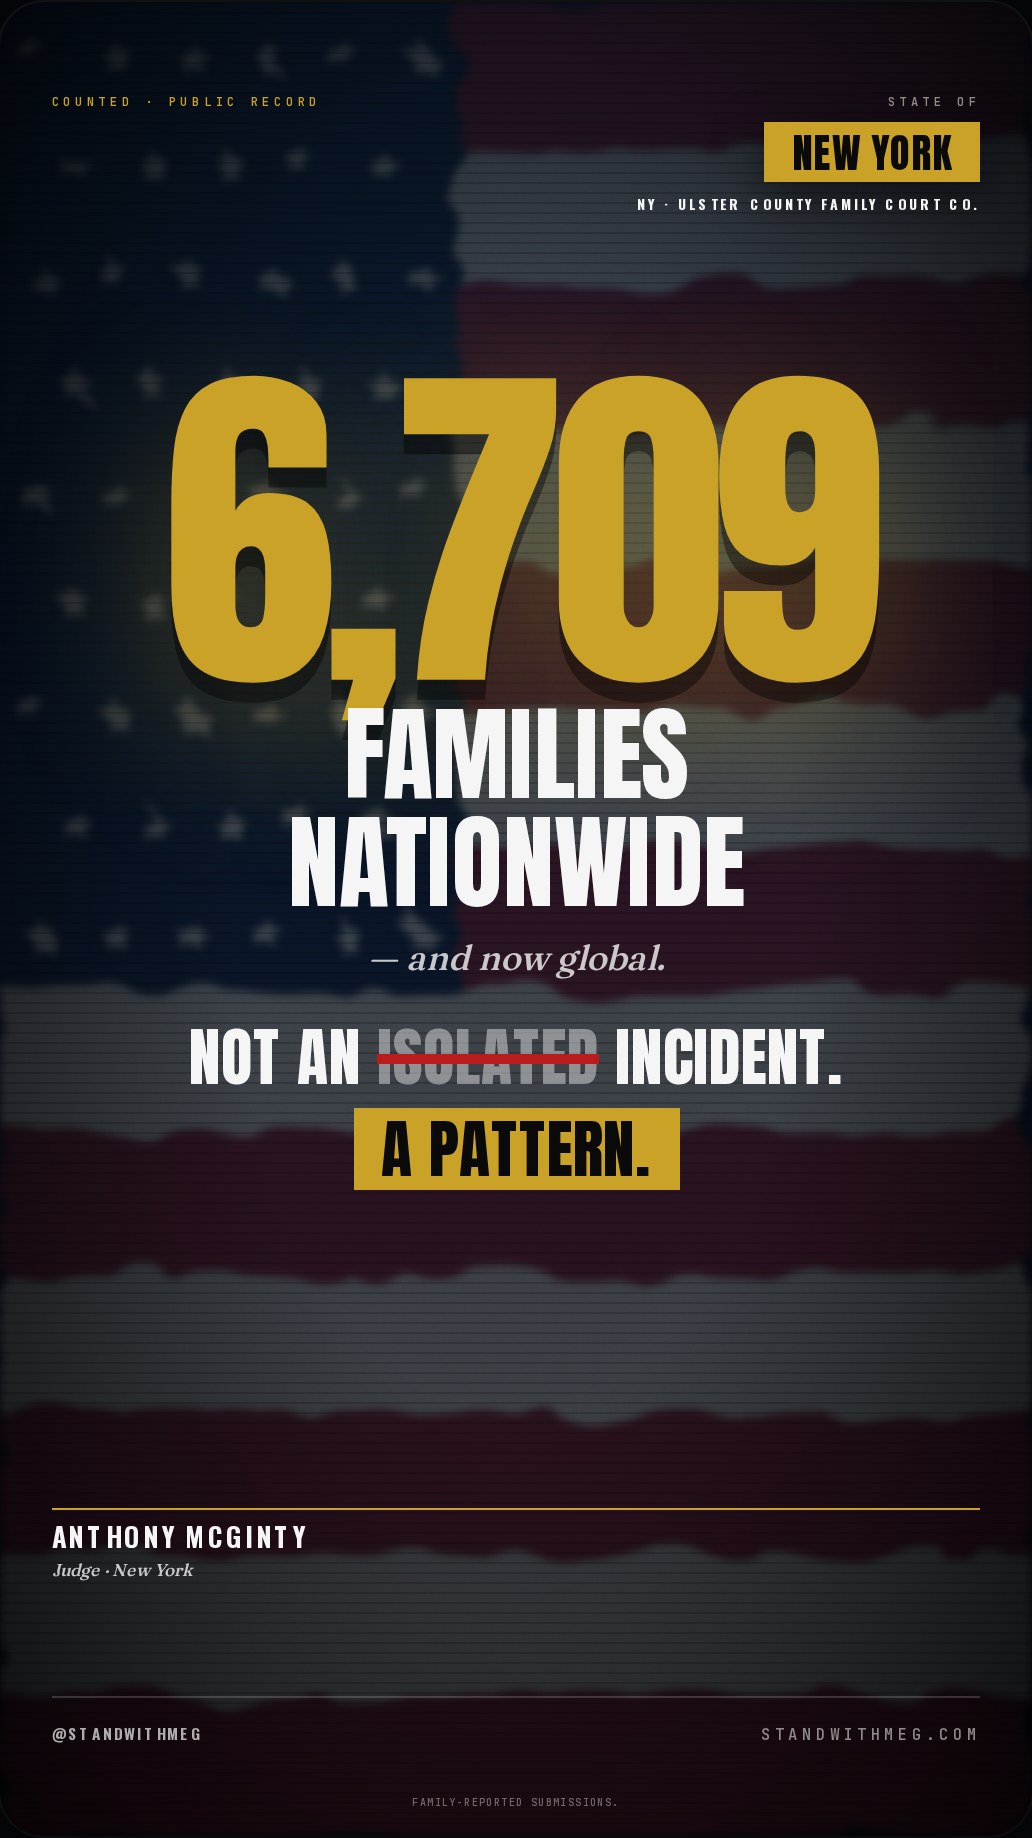 COUNTED · PUBLIC RECORD
STATE OF
NEW YORK
NY · ULSTER COUNTY FAMILY COURT CO.
6,709
FAMILIES
NATIONWIDE
— and now global.
NOT AN ISOLATED INCIDENT.
A PATTERN.
ANTHONY MCGINTY
Judge · New York
@STANDWITHMEG
STANDWITHMEG.COM
FAMILY-REPORTED SUBMISSIONS.